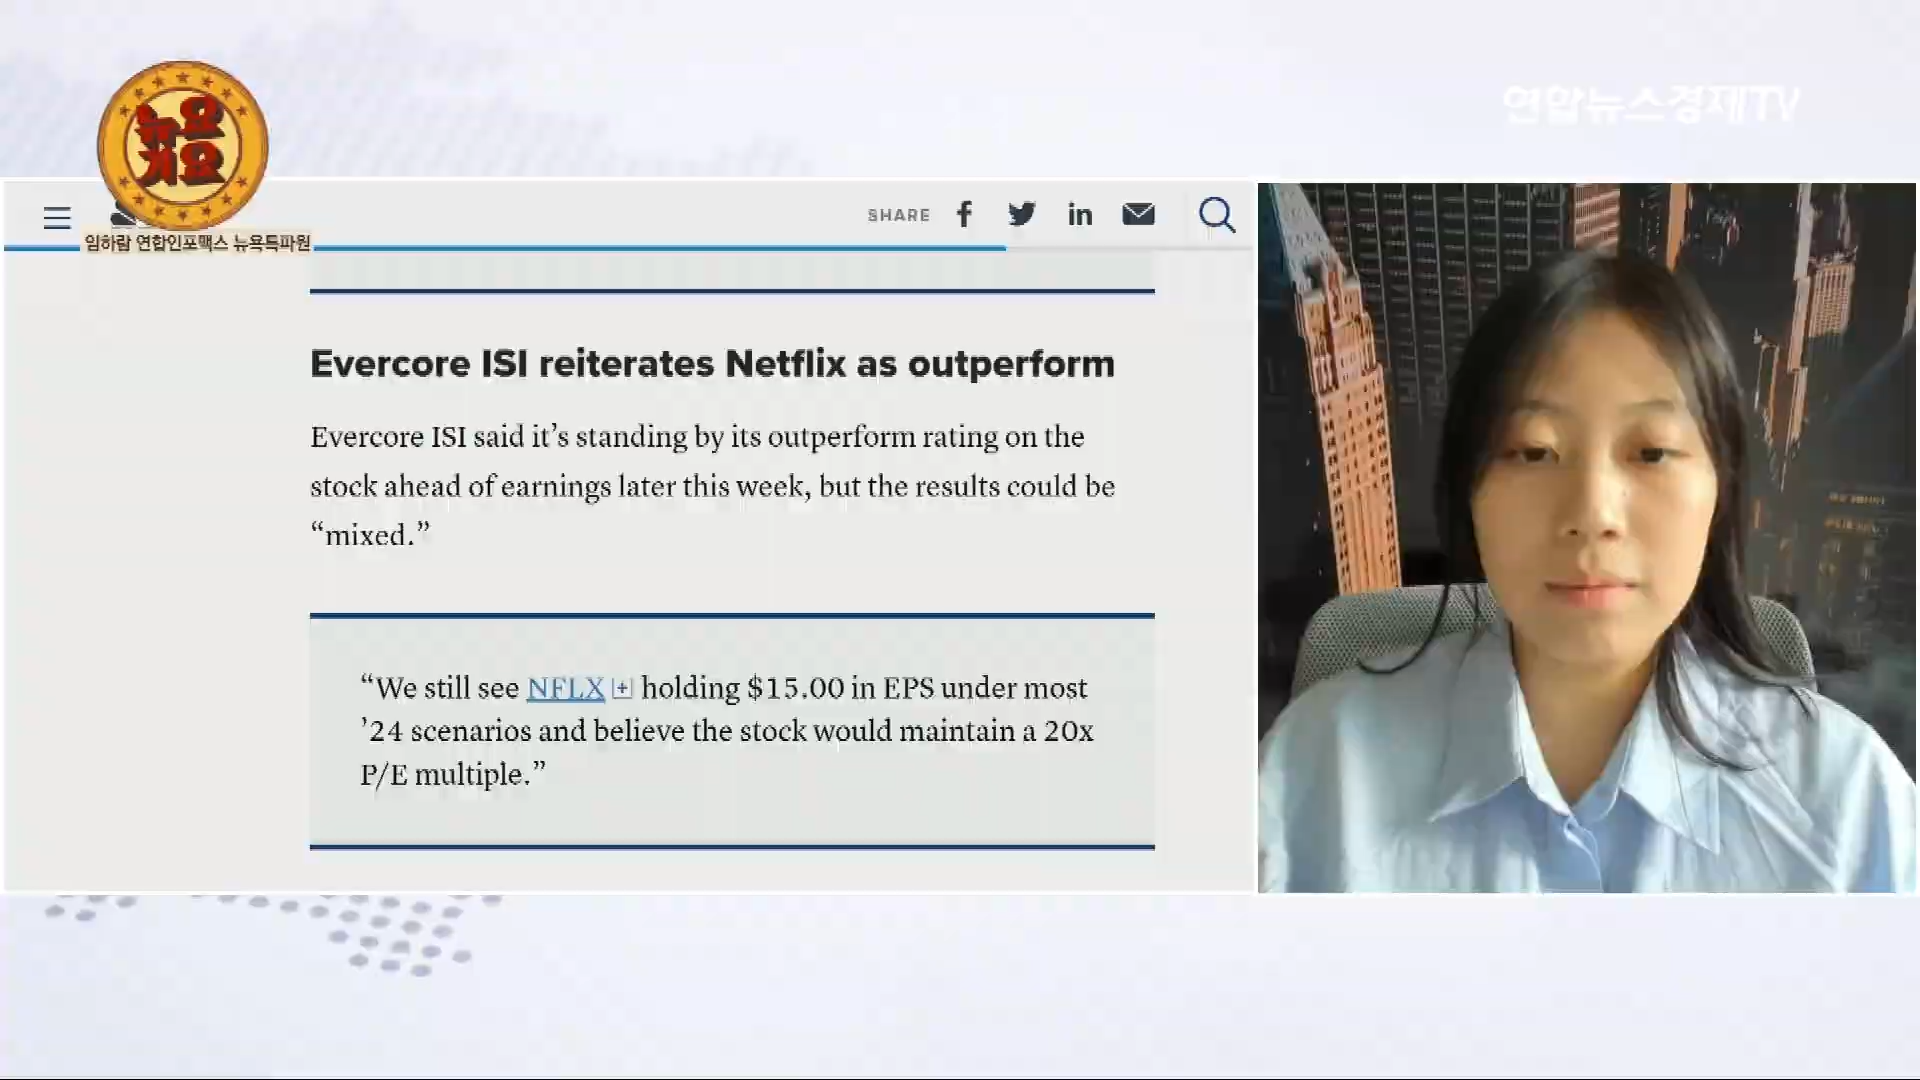 연합뉴스경제TV
뉴요
키요
임하람 연합인포맥스 뉴욕특파원
SHARE
Evercore ISI reiterates Netflix as outperform
Evercore ISI said it’s standing by its outperform rating on the
stock ahead of earnings later this week, but the results could be
“mixed.”
“We still see NFLX [+] holding $15.00 in EPS under most
’24 scenarios and believe the stock would maintain a 20x
P/E multiple.”